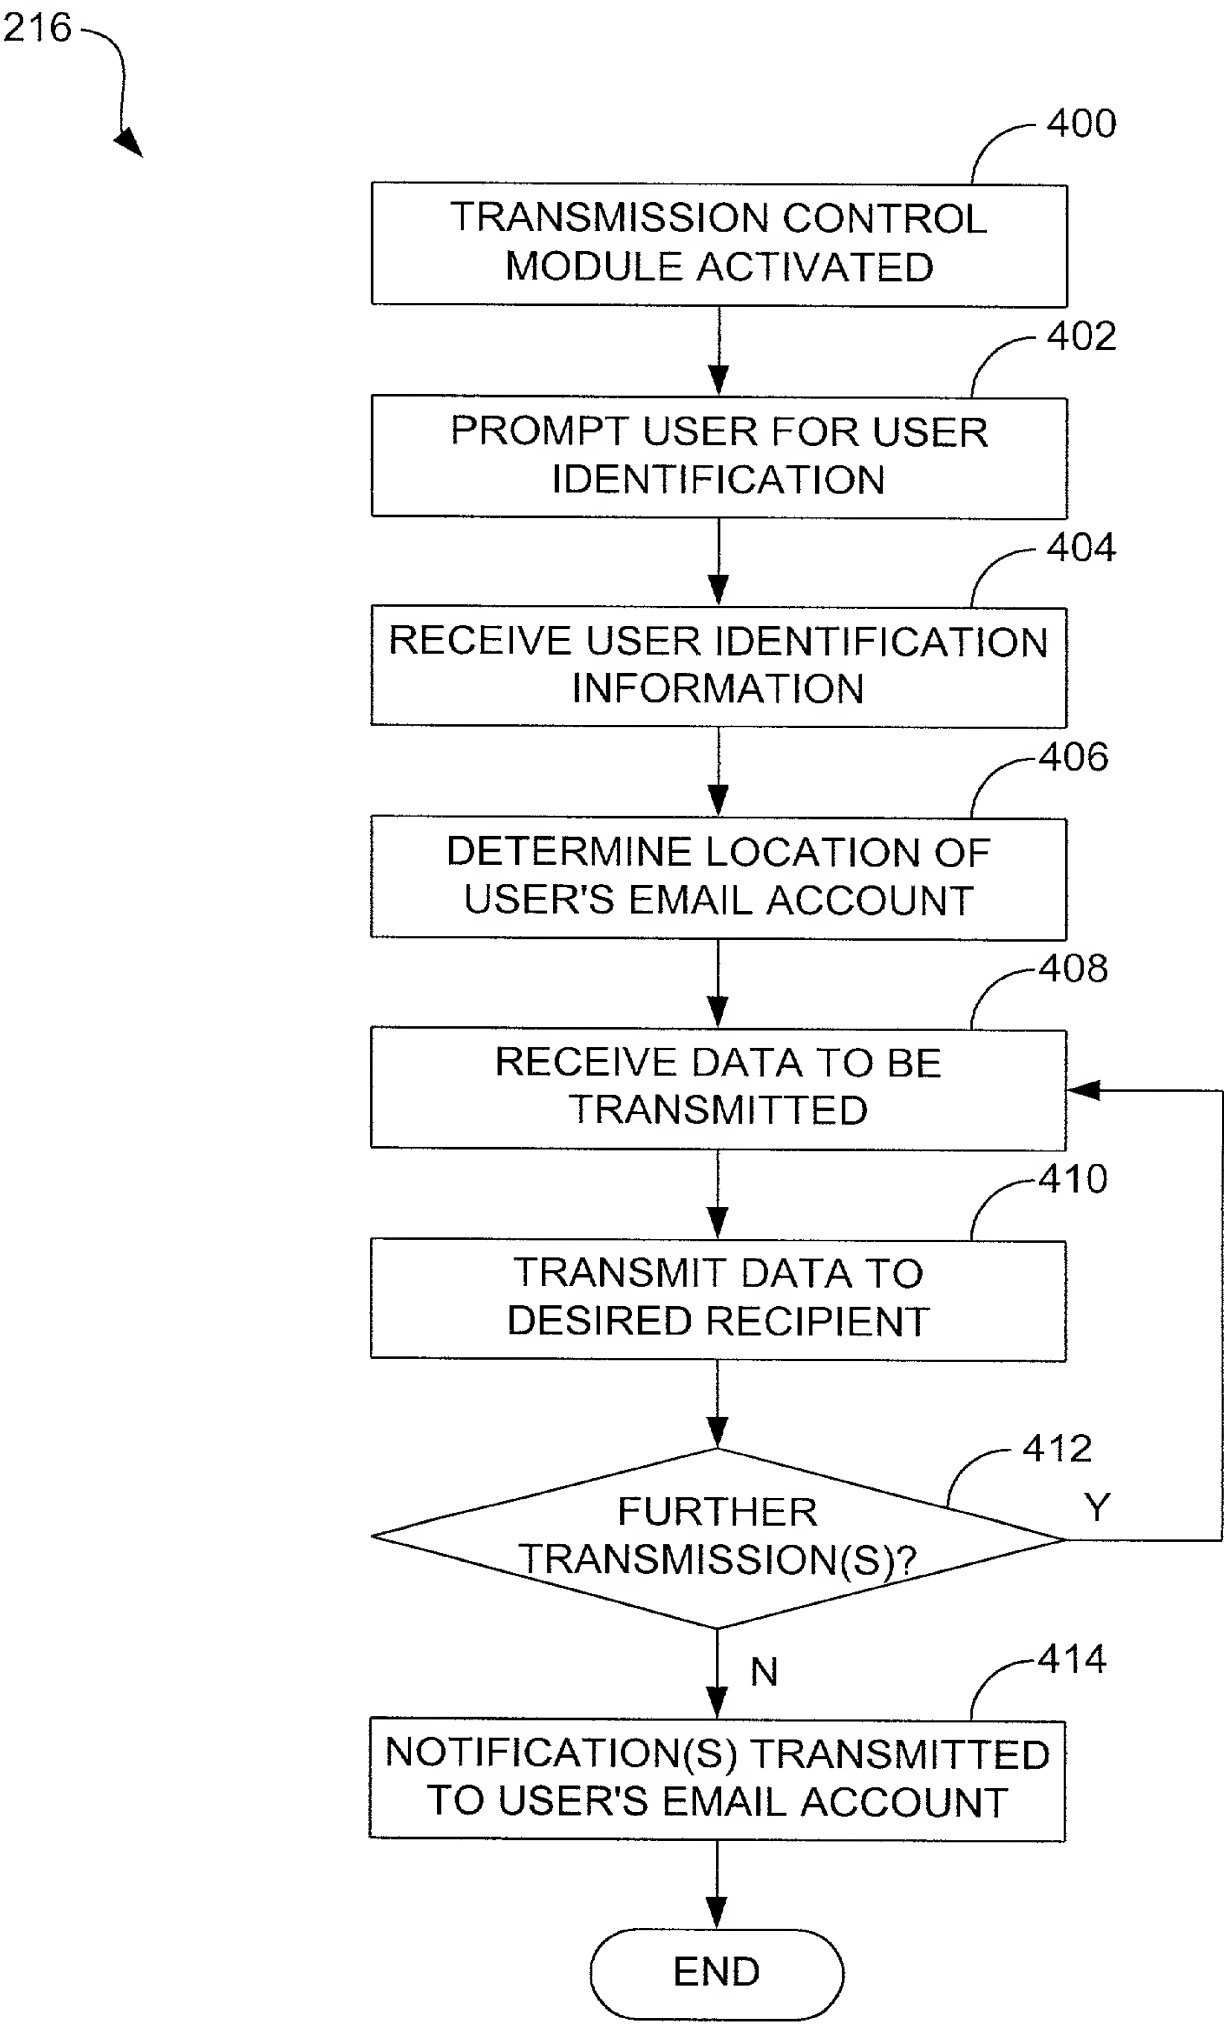 216
400
TRANSMISSION CONTROL
MODULE ACTIVATED
402
PROMPT USER FOR USER
IDENTIFICATION
404
RECEIVE USER IDENTIFICATION
INFORMATION
406
DETERMINE LOCATION OF
USER'S EMAIL ACCOUNT
408
RECEIVE DATA TO BE
TRANSMITTED
410
TRANSMIT DATA TO
DESIRED RECIPIENT
412
FURTHER
TRANSMISSION(S)?
Y
N
414
NOTIFICATION(S) TRANSMITTED
TO USER'S EMAIL ACCOUNT
END